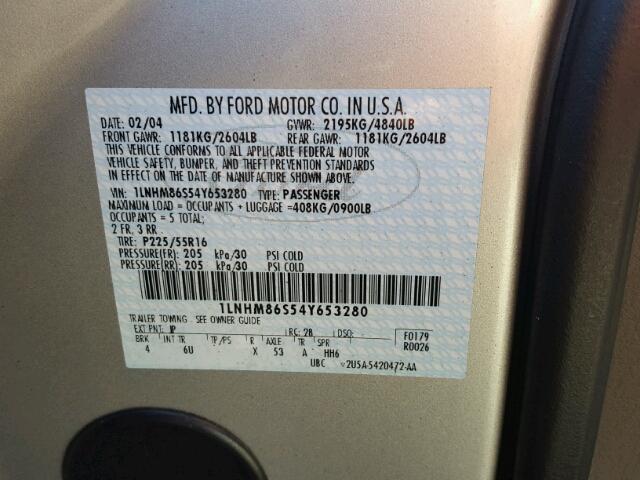 MFD. BY FORD MOTOR CO. IN U.S.A.
DATE: 02/04 GVWR: 2195KG/4840LB
FRONT GAWR: 1181KG/2604LB REAR GAWR: 1181KG/2604LB
THIS VEHICLE CONFORMS TO ALL APPLICABLE FEDERAL MOTOR
VEHICLE SAFETY, BUMPER, AND THEFT PREVENTION STANDARDS
IN EFFECT ON THE DATE OF MANUFACTURE SHOWN ABOVE.
VIN: 1LNHM86S54Y653280 TYPE: PASSENGER
MAXIMUM LOAD = OCCUPANTS + LUGGAGE =408KG/0900LB
OCCUPANTS = 5 TOTAL;
2 FR, 3 RR
TIRE: P225/55R16
PRESSURE(FR): 205 kPa/30 PSI COLD
PRESSURE(RR): 205 kPa/30 PSI COLD
1LNHM86S54Y653280
TRAILER TOWING - SEE OWNER GUIDE
EXT PNT: JP RC: 28 DSO: F0179
BRK INT TR TP/PS R AXLE TR SPR R0026
4 6U X 53 A HH6
UBC 2U5A-5420472-AA